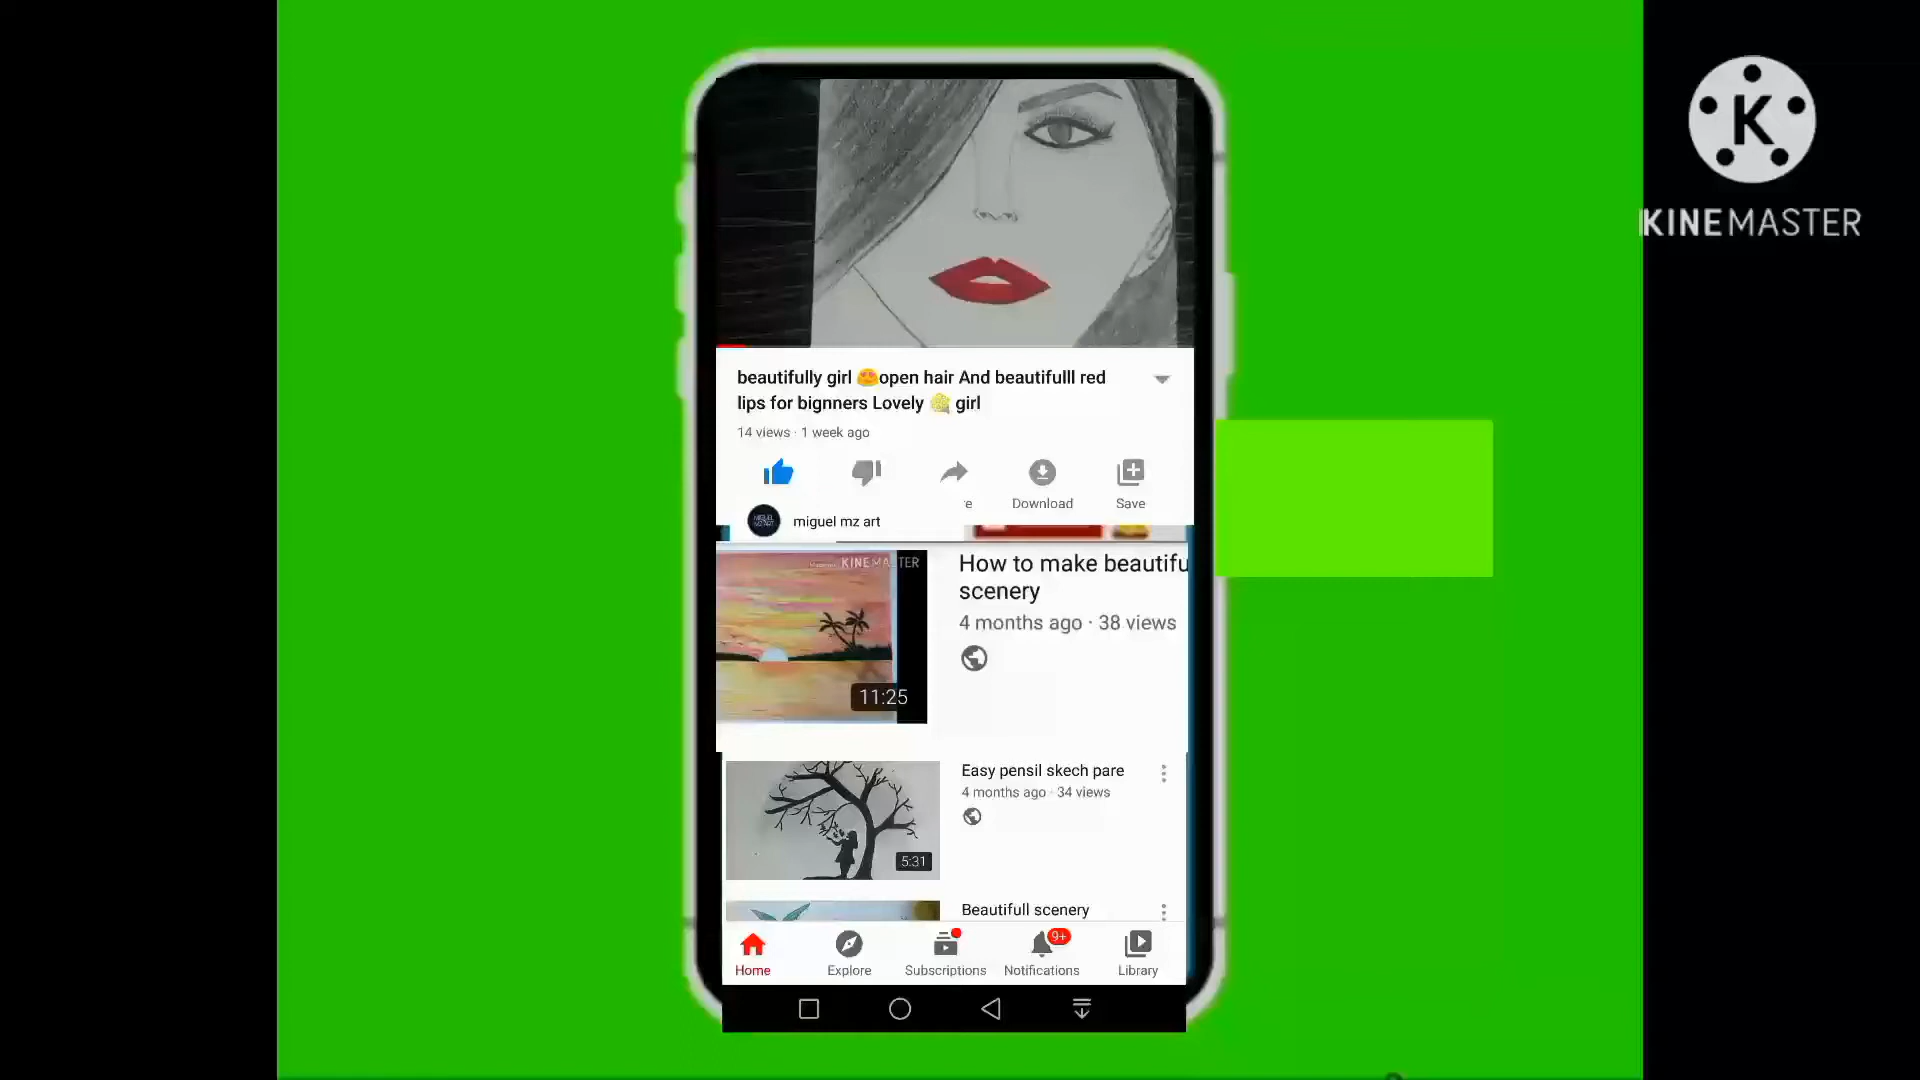 KINEMASTER
beautifully girl 😍open hair And beautifulll red
lips for bignners Lovely 💐 girl
14 views · 1 week ago
Download
Save
miguel mz art
KINEMASTER
How to make beautifu
scenery
4 months ago · 38 views
11:25
Easy pensil skech pare
4 months ago · 34 views
5:31
Beautifull scenery
9+
Home
Explore
Subscriptions
Notifications
Library